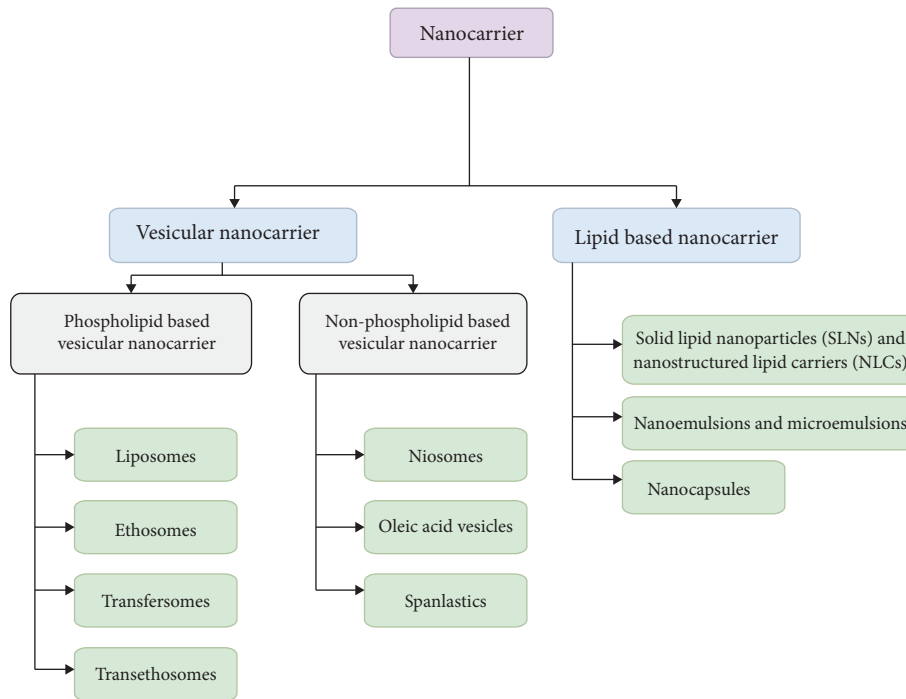 Nanocarrier
Vesicular nanocarrier
Lipid based nanocarrier
Phospholipid based
vesicular nanocarrier
Non-phospholipid based
vesicular nanocarrier
Liposomes
Ethosomes
Transfersomes
Transethosomes
Niosomes
Oleic acid vesicles
Spanlastics
Solid lipid nanoparticles (SLNs) and
nanostructured lipid carriers (NLCs)
Nanoemulsions and microemulsions
Nanocapsules